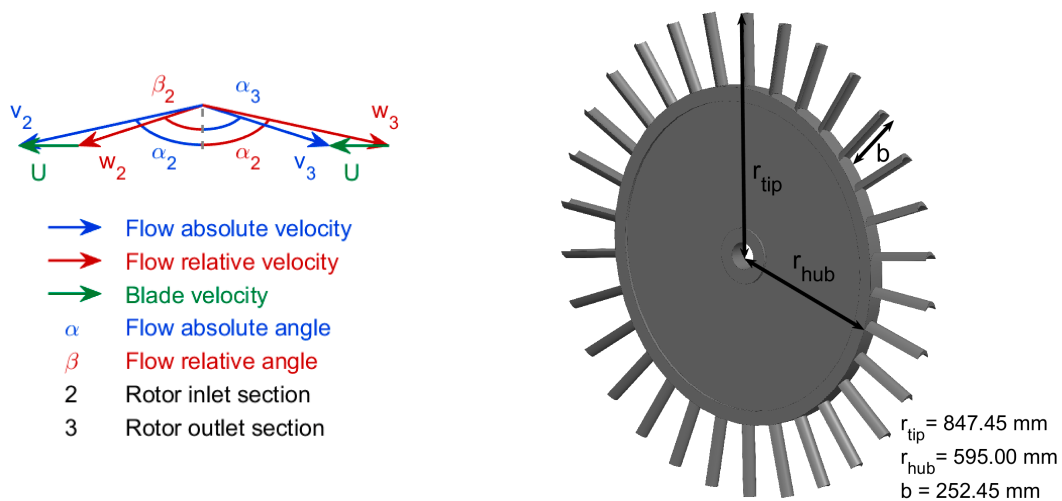 β2
α3
v2
w3
α2
α2
U
w2
v3
U
Flow absolute velocity
Flow relative velocity
Blade velocity
α Flow absolute angle
β Flow relative angle
2 Rotor inlet section
3 Rotor outlet section
b
rtip
rhub
rtip= 847.45 mm
rhub= 595.00 mm
b = 252.45 mm